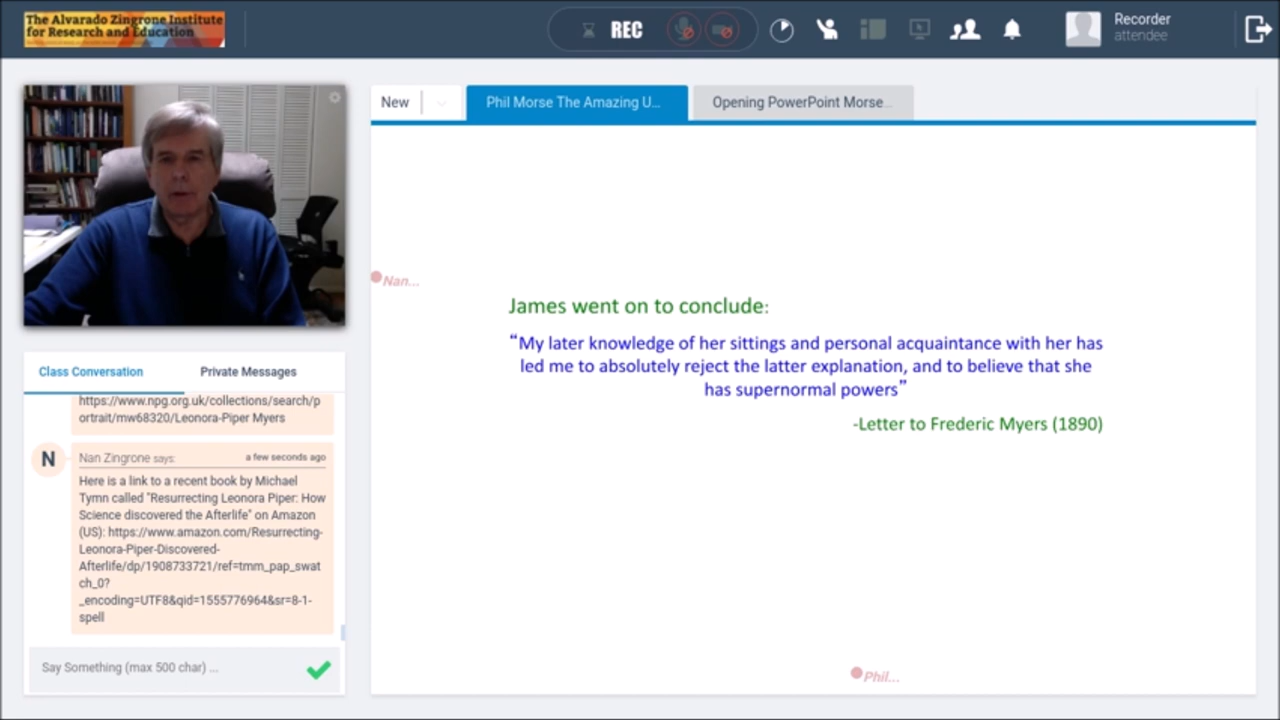 The Alvarado Zingrone Institute
for Research and Education
REC
Recorder
attendee
New
Phil Morse The Amazing U...
Opening PowerPoint Morse...
Nan...
James went on to conclude:
“My later knowledge of her sittings and personal acquaintance with her has
led me to absolutely reject the latter explanation, and to believe that she
has supernormal powers”
-Letter to Frederic Myers (1890)
Phil...
Class Conversation
Private Messages
https://www.npg.org.uk/collections/search/p
ortrait/mw68320/Leonora-Piper Myers
N
Nan Zingrone says:
a few seconds ago
Here is a link to a recent book by Michael
Tymn called "Resurrecting Leonora Piper: How
Science discovered the Afterlife" on Amazon
(US): https://www.amazon.com/Resurrecting-
Leonora-Piper-Discovered-
Afterlife/dp/1908733721/ref=tmm_pap_swat
ch_0?
_encoding=UTF8&qid=1555776964&sr=8-1-
spell
Say Something (max 500 char) ...